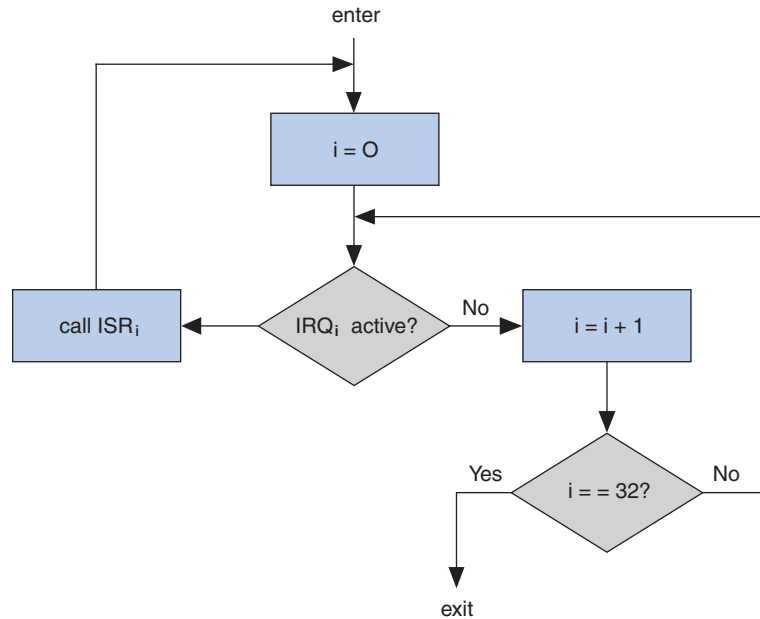 enter
i = O
call ISRi
IRQi active?
No
i = i + 1
Yes
i = = 32?
No
exit